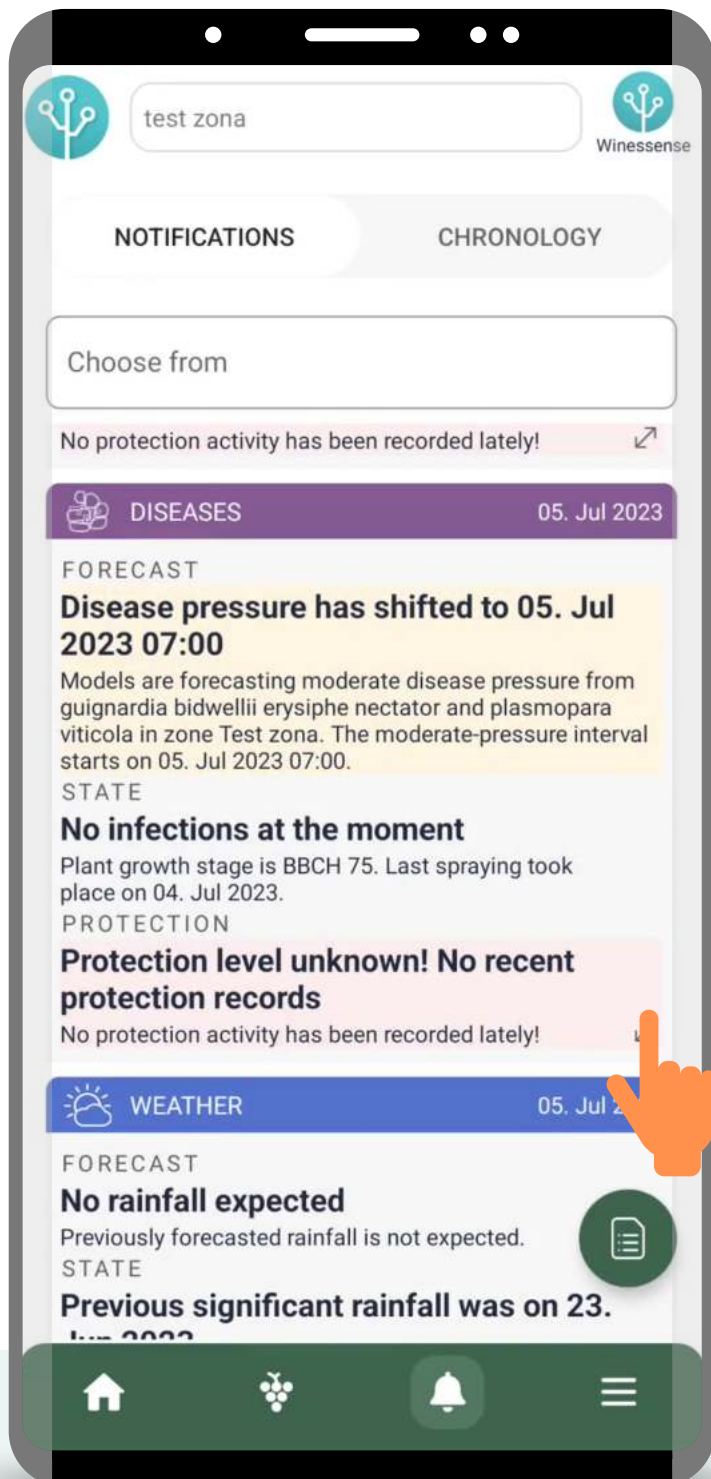 test zona
Winessense
NOTIFICATIONS CHRONOLOGY
Choose from
No protection activity has been recorded lately!
DISEASES 05. Jul 2023
FORECAST
Disease pressure has shifted to 05. Jul
2023 07:00
Models are forecasting moderate disease pressure from
guignardia bidwellii erysiphe nectator and plasmopara
viticola in zone Test zona. The moderate-pressure interval
starts on 05. Jul 2023 07:00.
STATE
No infections at the moment
Plant growth stage is BBCH 75. Last spraying took
place on 04. Jul 2023.
PROTECTION
Protection level unknown! No recent
protection records
No protection activity has been recorded lately!
WEATHER 05. Jul
FORECAST
No rainfall expected
Previously forecasted rainfall is not expected.
STATE
Previous significant rainfall was on 23.
Jun 2023